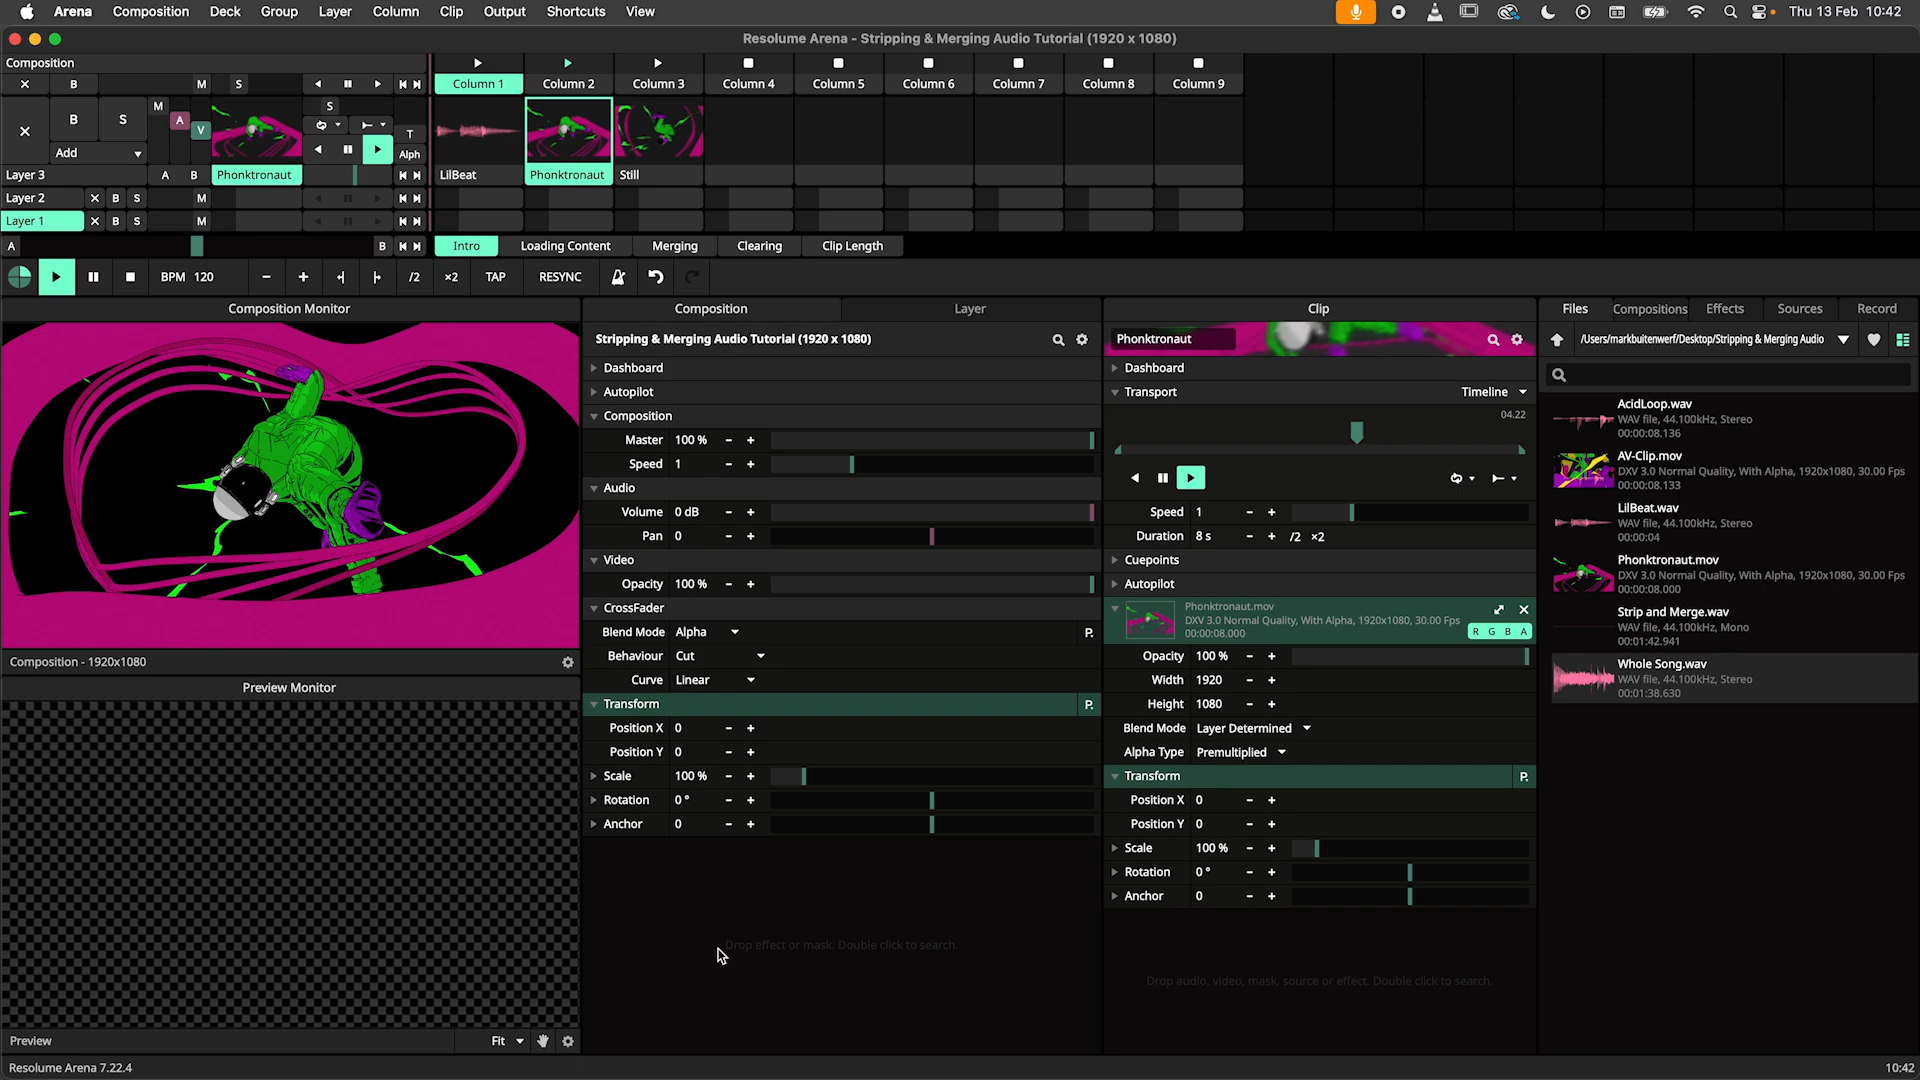 Arena Composition Deck Group Layer Column Clip Output Shortcuts View Thu 13 Feb 10:42
Resolume Arena - Stripping & Merging Audio Tutorial (1920 x 1080)
Composition
B M S Column 1 Column 2 Column 3 Column 4 Column 5 Column 6 Column 7 Column 8 Column 9
M S
B S A V T
Add Alph
Layer 3 A B Phonktronaut LilBeat Phonktronaut Still
Layer 2 B S M
Layer 1 B S M
A B Intro Loading Content Merging Clearing Clip Length
BPM 120 - + /2 ×2 TAP RESYNC
Composition Monitor Composition Layer Clip Files Compositions Effects Sources Record
Stripping & Merging Audio Tutorial (1920 x 1080) Phonktronaut /Users/markbuitenwerf/Desktop/Stripping & Merging Audio
Dashboard Dashboard
Autopilot Transport Timeline
04.22
Composition
Master 100 % - +
Speed 1 - +
Audio
Volume 0 dB - + Speed 1 - +
Pan 0 - + Duration 8 s - + /2 ×2
Video Cuepoints
Opacity 100 % - + Autopilot
CrossFader Phonktronaut.mov
DXV 3.0 Normal Quality, With Alpha, 1920x1080, 30.00 Fps
00:00:08.000 R G B A
Blend Mode Alpha P.
Behaviour Cut Opacity 100 % - +
Curve Linear Width 1920 - +
Transform P. Height 1080 - +
Position X 0 - + Blend Mode Layer Determined
Position Y 0 - + Alpha Type Premultiplied
Scale 100 % - + Transform P.
Rotation 0 ° - + Position X 0 - +
Anchor 0 - + Position Y 0 - +
Scale 100 % - +
Rotation 0 ° - +
Anchor 0 - +
Drop effect or mask. Double click to search.
Drop audio, video, mask, source or effect. Double click to search.
AcidLoop.wav
WAV file, 44.100kHz, Stereo
00:00:08.136
AV-Clip.mov
DXV 3.0 Normal Quality, With Alpha, 1920x1080, 30.00 Fps
00:00:08.133
LilBeat.wav
WAV file, 44.100kHz, Stereo
00:00:04
Phonktronaut.mov
DXV 3.0 Normal Quality, With Alpha, 1920x1080, 30.00 Fps
00:00:08.000
Strip and Merge.wav
WAV file, 44.100kHz, Mono
00:01:42.941
Whole Song.wav
WAV file, 44.100kHz, Stereo
00:01:38.630
Composition - 1920x1080
Preview Monitor
Preview Fit
Resolume Arena 7.22.4 10:42